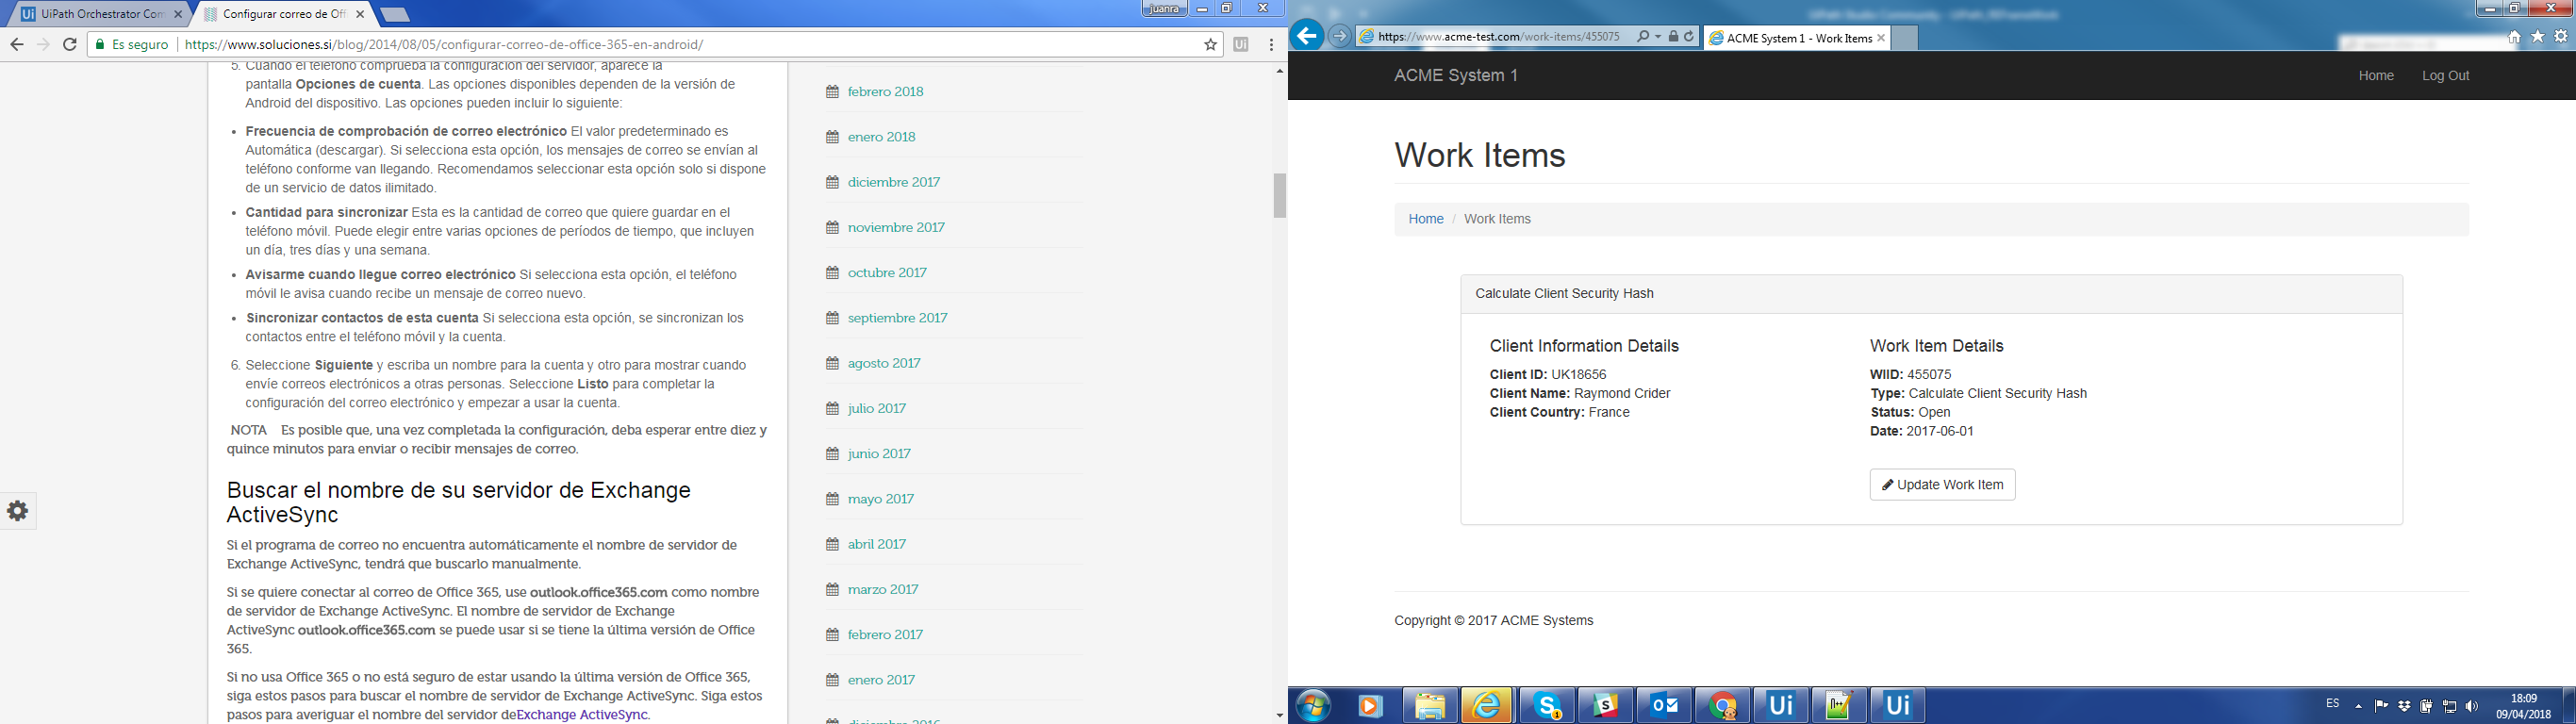 UiPath Orchestrator Com
Configurar correo de Of
juanra
Es seguro
https://www.soluciones.si/blog/2014/08/05/configurar-correo-de-office-365-en-android/
5. Cuando el teléfono comprueba la configuración del servidor, aparece la
pantalla Opciones de cuenta. Las opciones disponibles dependen de la versión de
Android del dispositivo. Las opciones pueden incluir lo siguiente:
• Frecuencia de comprobación de correo electrónico El valor predeterminado es
Automática (descargar). Si selecciona esta opción, los mensajes de correo se envían al
teléfono conforme van llegando. Recomendamos seleccionar esta opción solo si dispone
de un servicio de datos ilimitado.
• Cantidad para sincronizar Esta es la cantidad de correo que quiere guardar en el
teléfono móvil. Puede elegir entre varias opciones de períodos de tiempo, que incluyen
un día, tres días y una semana.
• Avisarme cuando llegue correo electrónico Si selecciona esta opción, el teléfono
móvil le avisa cuando recibe un mensaje de correo nuevo.
• Sincronizar contactos de esta cuenta Si selecciona esta opción, se sincronizan los
contactos entre el teléfono móvil y la cuenta.
6. Seleccione Siguiente y escriba un nombre para la cuenta y otro para mostrar cuando
envíe correos electrónicos a otras personas. Seleccione Listo para completar la
configuración del correo electrónico y empezar a usar la cuenta.
NOTA Es posible que, una vez completada la configuración, deba esperar entre diez y
quince minutos para enviar o recibir mensajes de correo.
Buscar el nombre de su servidor de Exchange
ActiveSync
Si el programa de correo no encuentra automáticamente el nombre de servidor de
Exchange ActiveSync, tendrá que buscarlo manualmente.
Si se quiere conectar al correo de Office 365, use outlook.office365.com como nombre
de servidor de Exchange ActiveSync. El nombre de servidor de Exchange
ActiveSync outlook.office365.com se puede usar si se tiene la última versión de Office
365.
Si no usa Office 365 o no está seguro de estar usando la última versión de Office 365,
siga estos pasos para buscar el nombre de servidor de Exchange ActiveSync. Siga estos
pasos para averiguar el nombre del servidor deExchange ActiveSync.
febrero 2018
enero 2018
diciembre 2017
noviembre 2017
octubre 2017
septiembre 2017
agosto 2017
julio 2017
junio 2017
mayo 2017
abril 2017
marzo 2017
febrero 2017
enero 2017
diciembre 2016
https://www.acme-test.com/work-items/455075
ACME System 1 - Work Items
ACME System 1
Home
Log Out
Work Items
Home / Work Items
Calculate Client Security Hash
Client Information Details
Client ID: UK18656
Client Name: Raymond Crider
Client Country: France
Work Item Details
WIID: 455075
Type: Calculate Client Security Hash
Status: Open
Date: 2017-06-01
Update Work Item
Copyright © 2017 ACME Systems
ES
18:09
09/04/2018